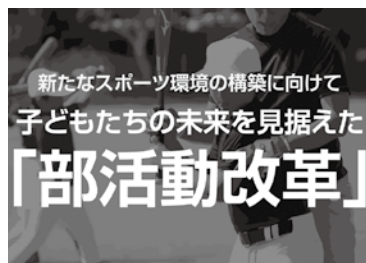 新たなスポーツ環境の構築に向けて
子どもたちの未来を見据えた
「部活動改革」